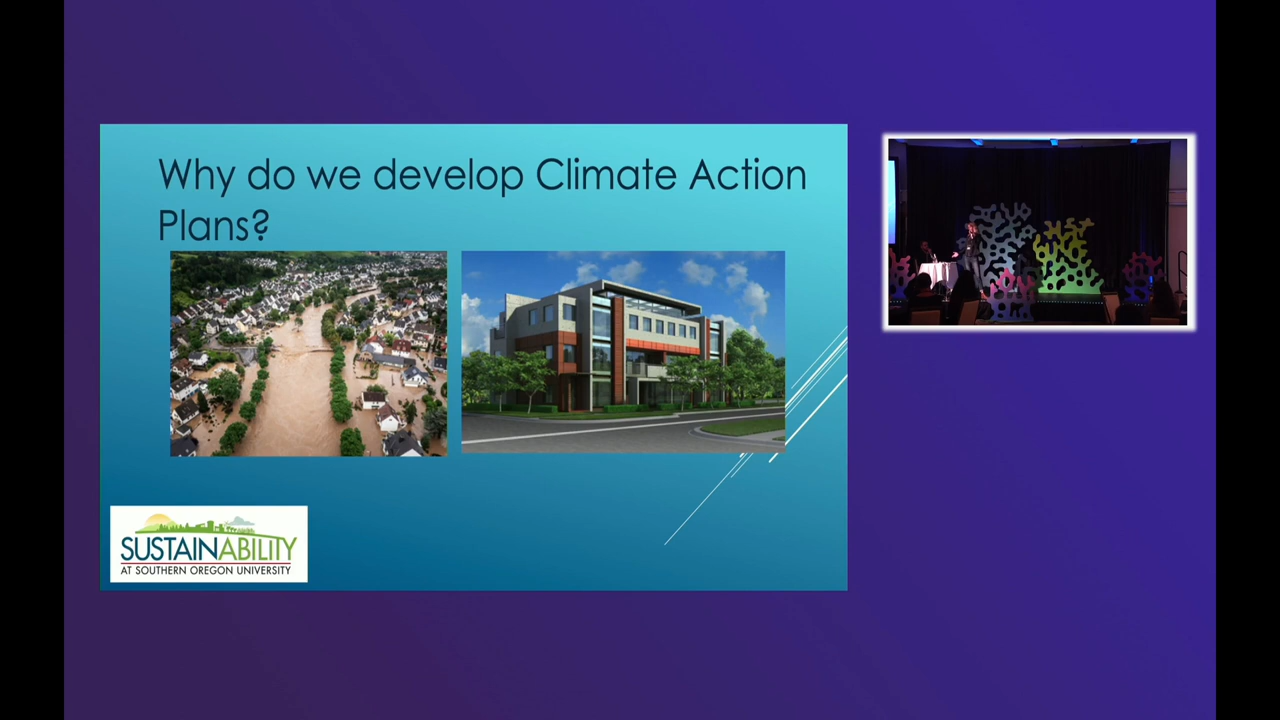 Why do we develop Climate Action
Plans?
SUSTAINABILITY
AT SOUTHERN OREGON UNIVERSITY